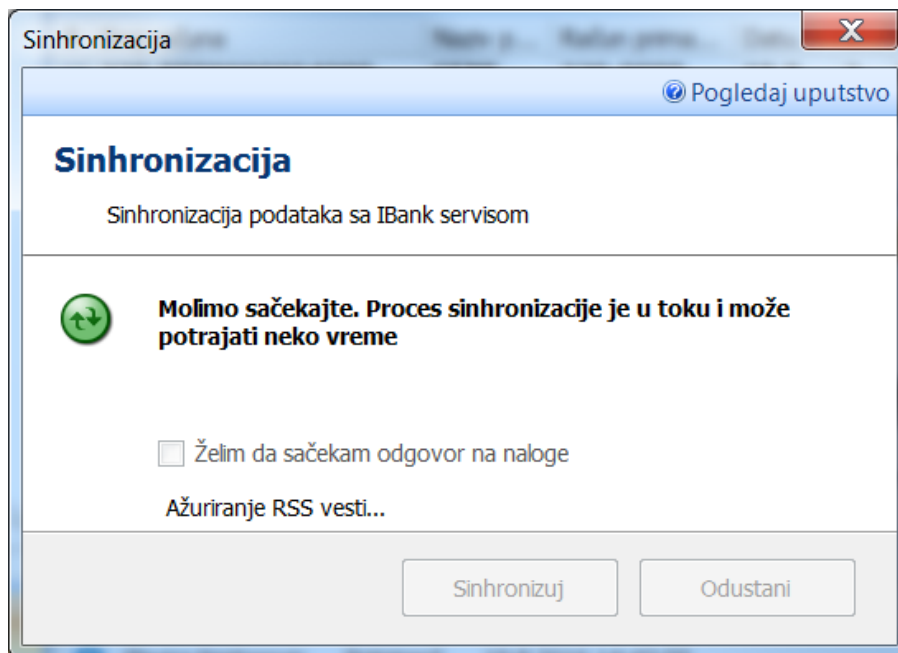 Sinhronizacija
Pogledaj uputstvo
Sinhronizacija
Sinhronizacija podataka sa IBank servisom
Molimo sačekajte. Proces sinhronizacije je u toku i može
potrajati neko vreme
Želim da sačekam odgovor na naloge
Ažuriranje RSS vesti...
Sinhronizuj
Odustani